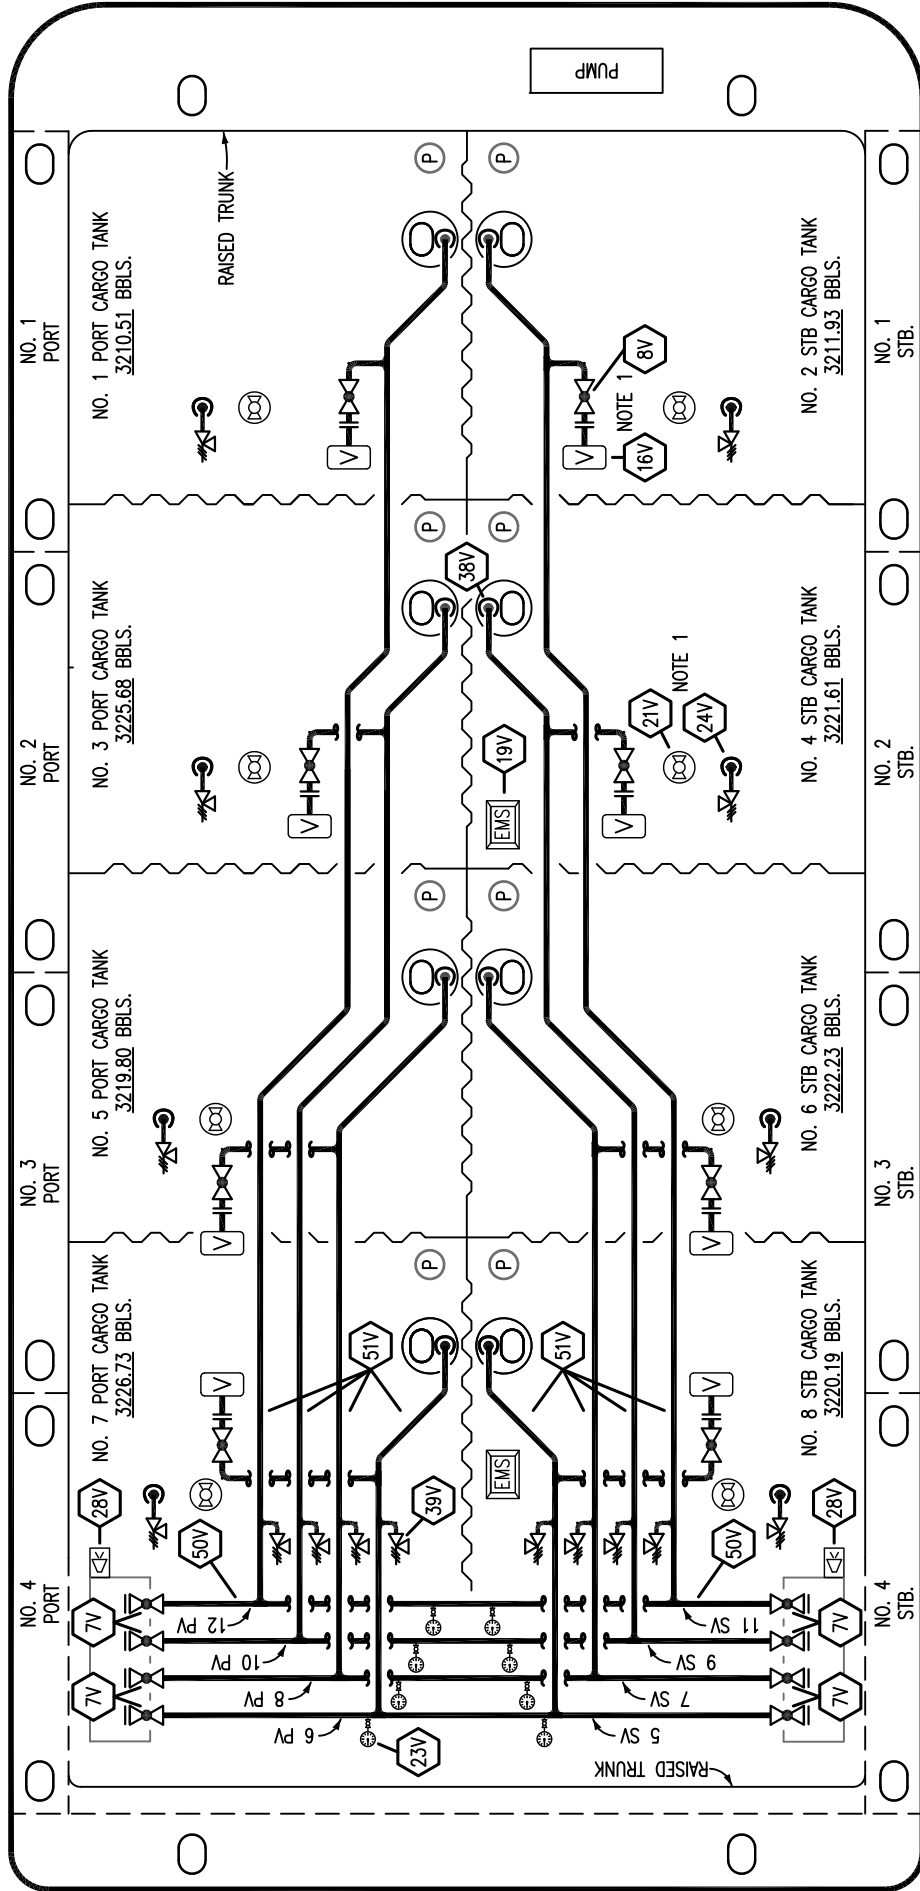 PUMP
NO. 1
PORT
NO. 1 PORT CARGO TANK
3210.51 BBLS.
RAISED TRUNK
P
P
V
V
16V
NOTE 1
8V
NO. 2 STB CARGO TANK
3211.93 BBLS.
NO. 1
STB.
NO. 2
PORT
NO. 3 PORT CARGO TANK
3225.68 BBLS.
P
P
38V
V
EMS
19V
V
21V
NOTE 1
24V
NO. 4 STB CARGO TANK
3221.61 BBLS.
NO. 2
STB.
NO. 3
PORT
NO. 5 PORT CARGO TANK
3219.80 BBLS.
P
P
V
V
NO. 6 STB CARGO TANK
3222.23 BBLS.
NO. 3
STB.
NO. 7 PORT CARGO TANK
3226.73 BBLS.
P
P
V
51V
51V
V
NO. 8 STB CARGO TANK
3220.19 BBLS.
NO. 4
PORT
28V
50V
39V
EMS
50V
28V
NO. 4
STB.
7V
7V
12 PV
10 PV
8 PV
6 PV
23V
11 SV
9 SV
7 SV
5 SV
7V
7V
RAISED TRUNK